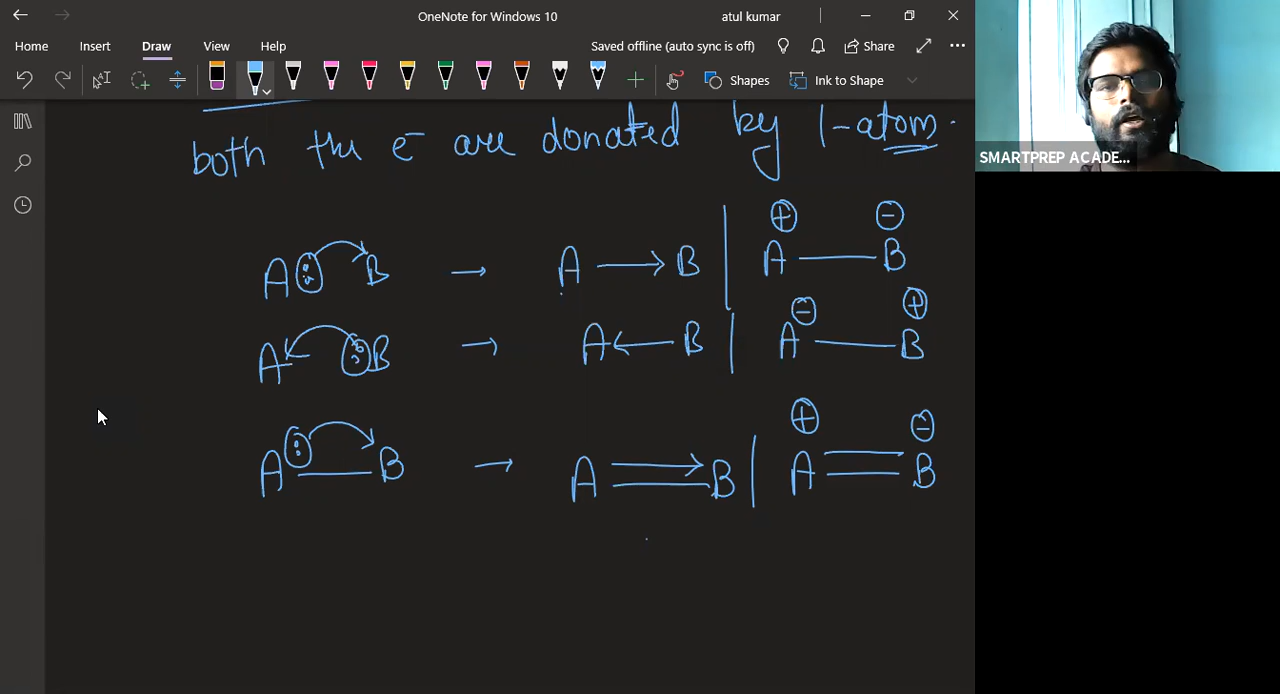 OneNote for Windows 10
atul kumar
Home Insert Draw View Help
Saved offline (auto sync is off)
Share
Shapes
Ink to Shape
SMARTPREP ACADE...
both the e⁻ are donated by 1-atom.
A : B → A → B | A⊕ — B⊖
A : B → A ← B | A⊖ — B⊕
A : B → A ⇒ B | A⊕ = B⊖